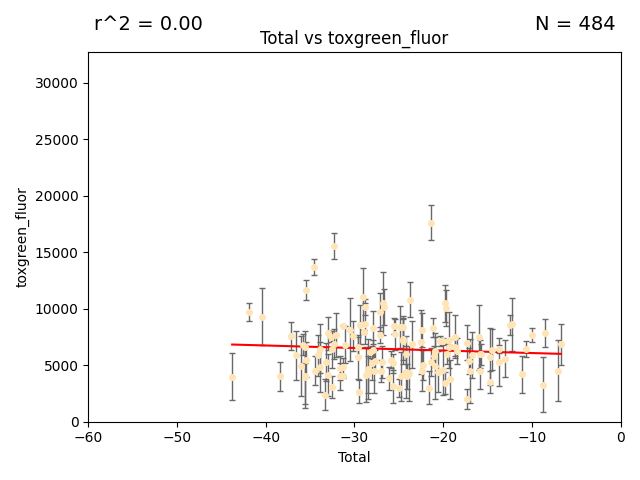 r^2 = 0.00
N = 484
Total vs toxgreen_fluor
30000
25000
20000
15000
10000
5000
0
toxgreen_fluor
−60
−50
−40
−30
−20
−10
0
Total